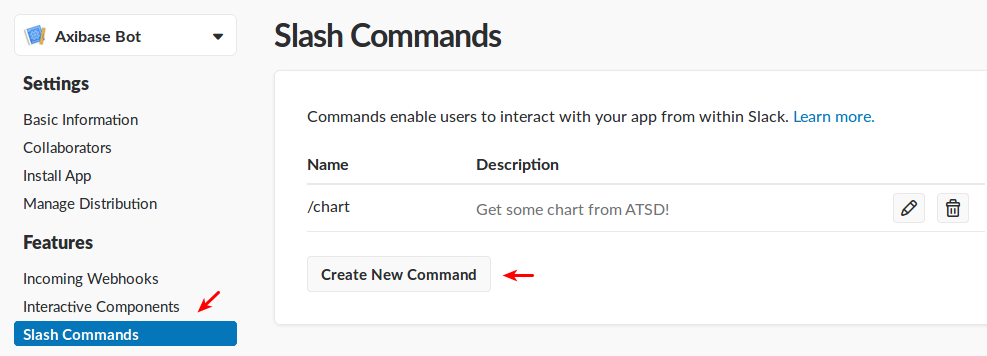 Axibase Bot
Settings
Basic Information
Collaborators
Install App
Manage Distribution
Features
Incoming Webhooks
Interactive Components
Slash Commands
Slash Commands
Commands enable users to interact with your app from within Slack. Learn more.
Name Description
/chart Get some chart from ATSD!
Create New Command